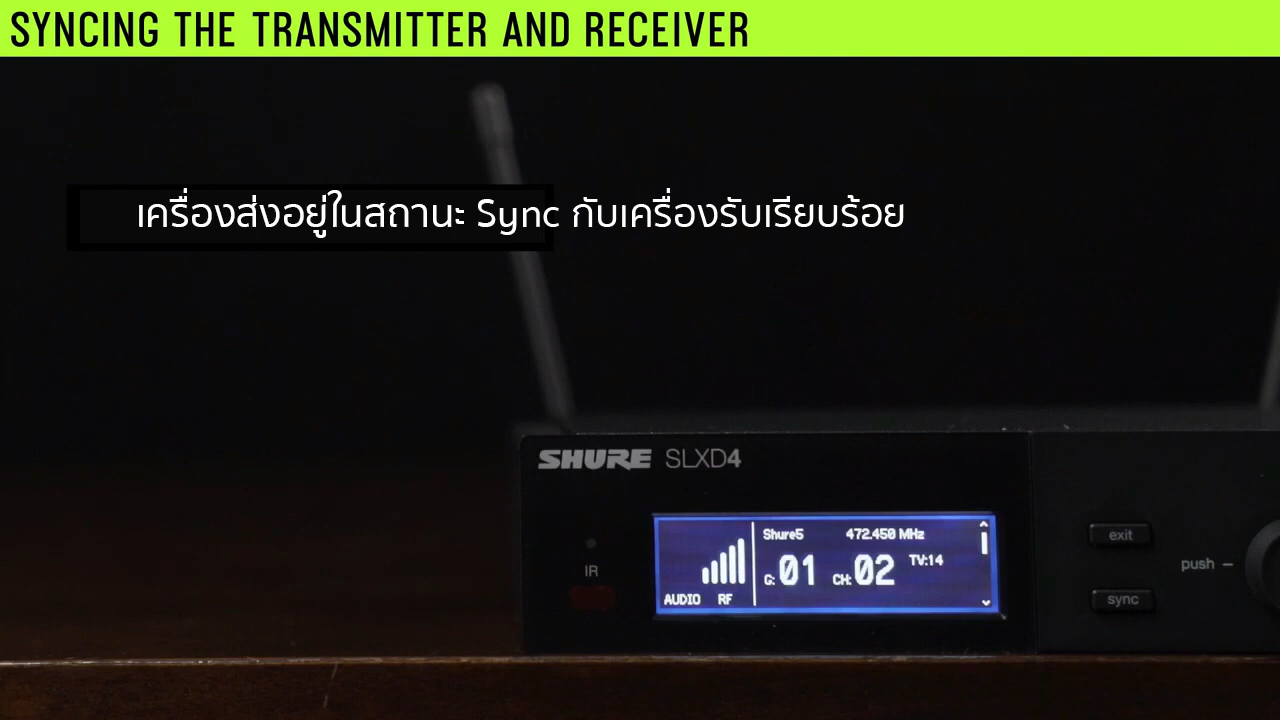 SYNCING THE TRANSMITTER AND RECEIVER
เครื่องส่งอยู่ในสถานะ Sync กับเครื่องรับเรียบร้อย
SHURE SLXD4
Shure5 472.450 MHz
G: 01 CH: 02 TV:14
AUDIO RF
IR
exit
push
sync